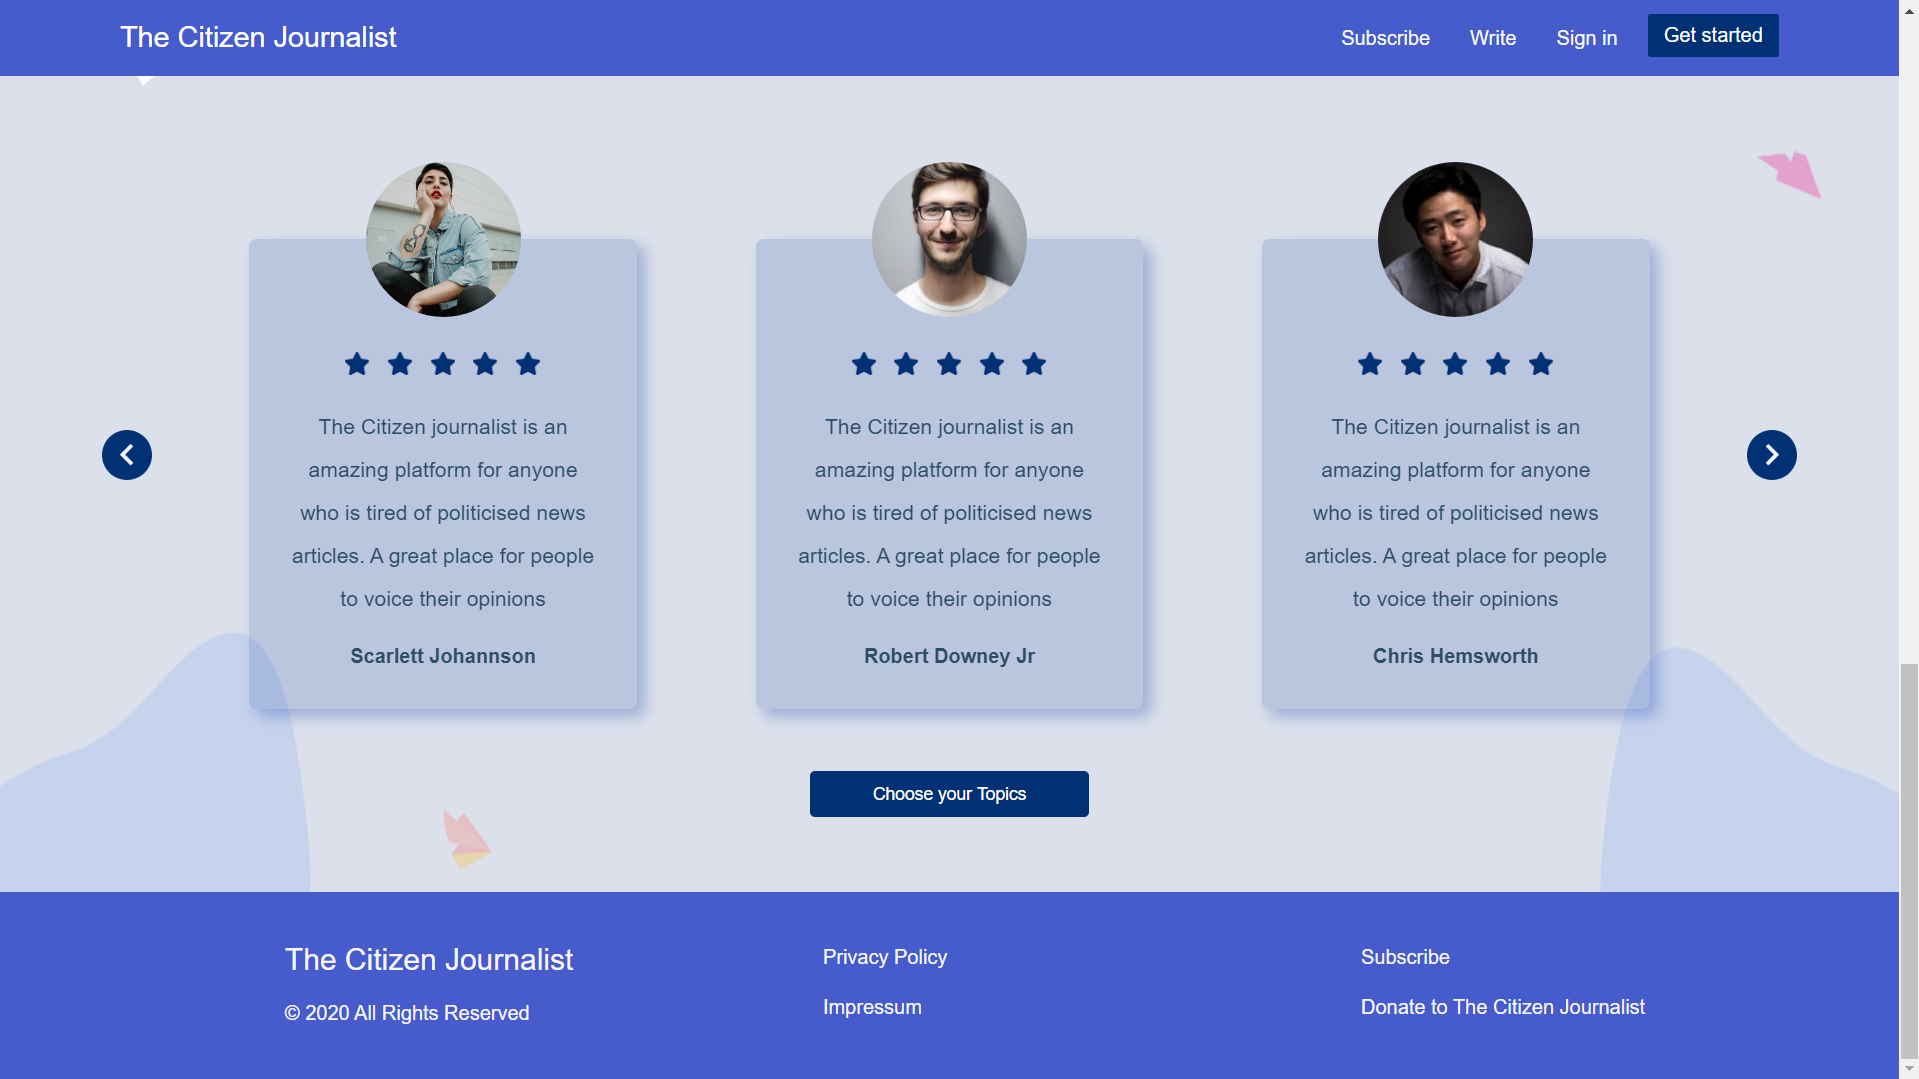 The Citizen Journalist
Subscribe
Write
Sign in
Get started
The Citizen journalist is an
amazing platform for anyone
who is tired of politicised news
articles. A great place for people
to voice their opinions
Scarlett Johannson
The Citizen journalist is an
amazing platform for anyone
who is tired of politicised news
articles. A great place for people
to voice their opinions
Robert Downey Jr
The Citizen journalist is an
amazing platform for anyone
who is tired of politicised news
articles. A great place for people
to voice their opinions
Chris Hemsworth
Choose your Topics
The Citizen Journalist
© 2020 All Rights Reserved
Privacy Policy
Impressum
Subscribe
Donate to The Citizen Journalist